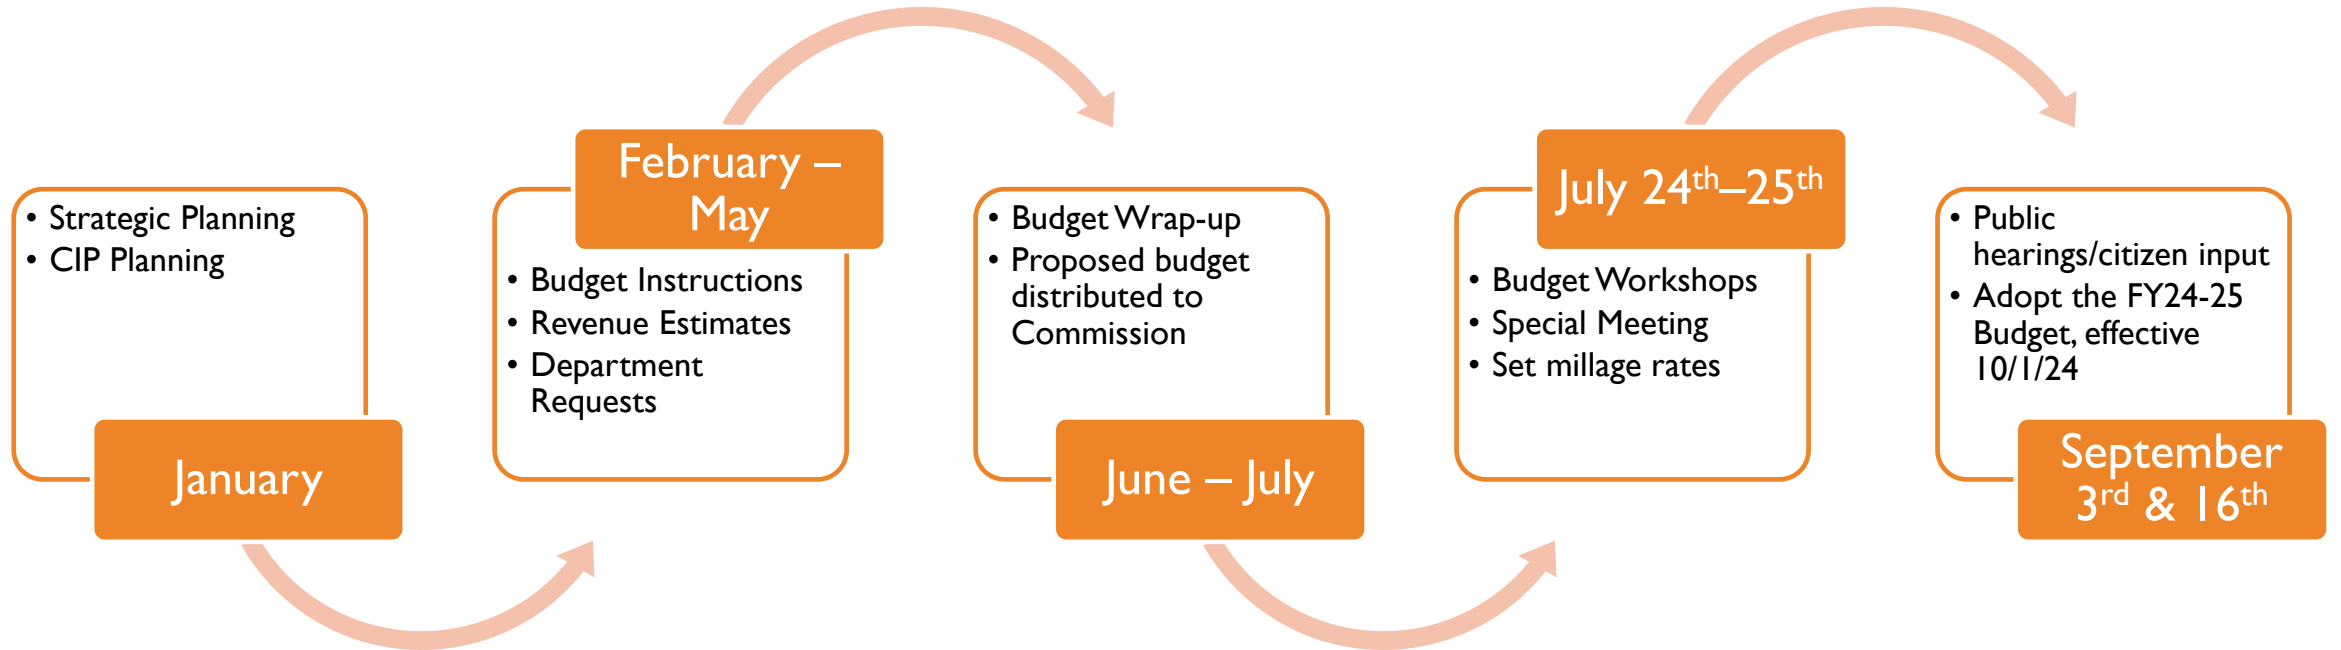 • Strategic Planning
• CIP Planning
January
February –
May
• Budget Instructions
• Revenue Estimates
• Department
Requests
• Budget Wrap-up
• Proposed budget
distributed to
Commission
June – July
July 24th–25th
• Budget Workshops
• Special Meeting
• Set millage rates
• Public
hearings/citizen input
• Adopt the FY24-25
Budget, effective
10/1/24
September
3rd & 16th